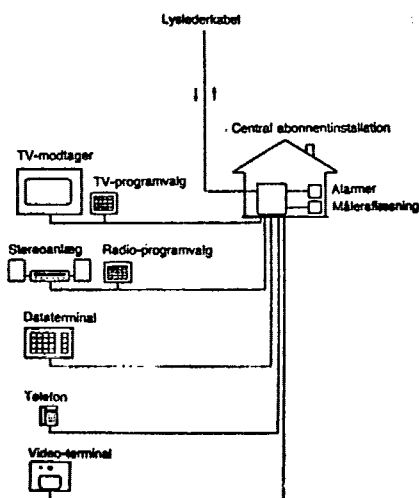 Lyslederkabel
Central abonnentinstallation
TV-modtager
TV-programvalg
Alarmer
Måleraflæsning
Stereoanlæg
Radio-programvalg
Dataterminal
Telefon
Video-terminal